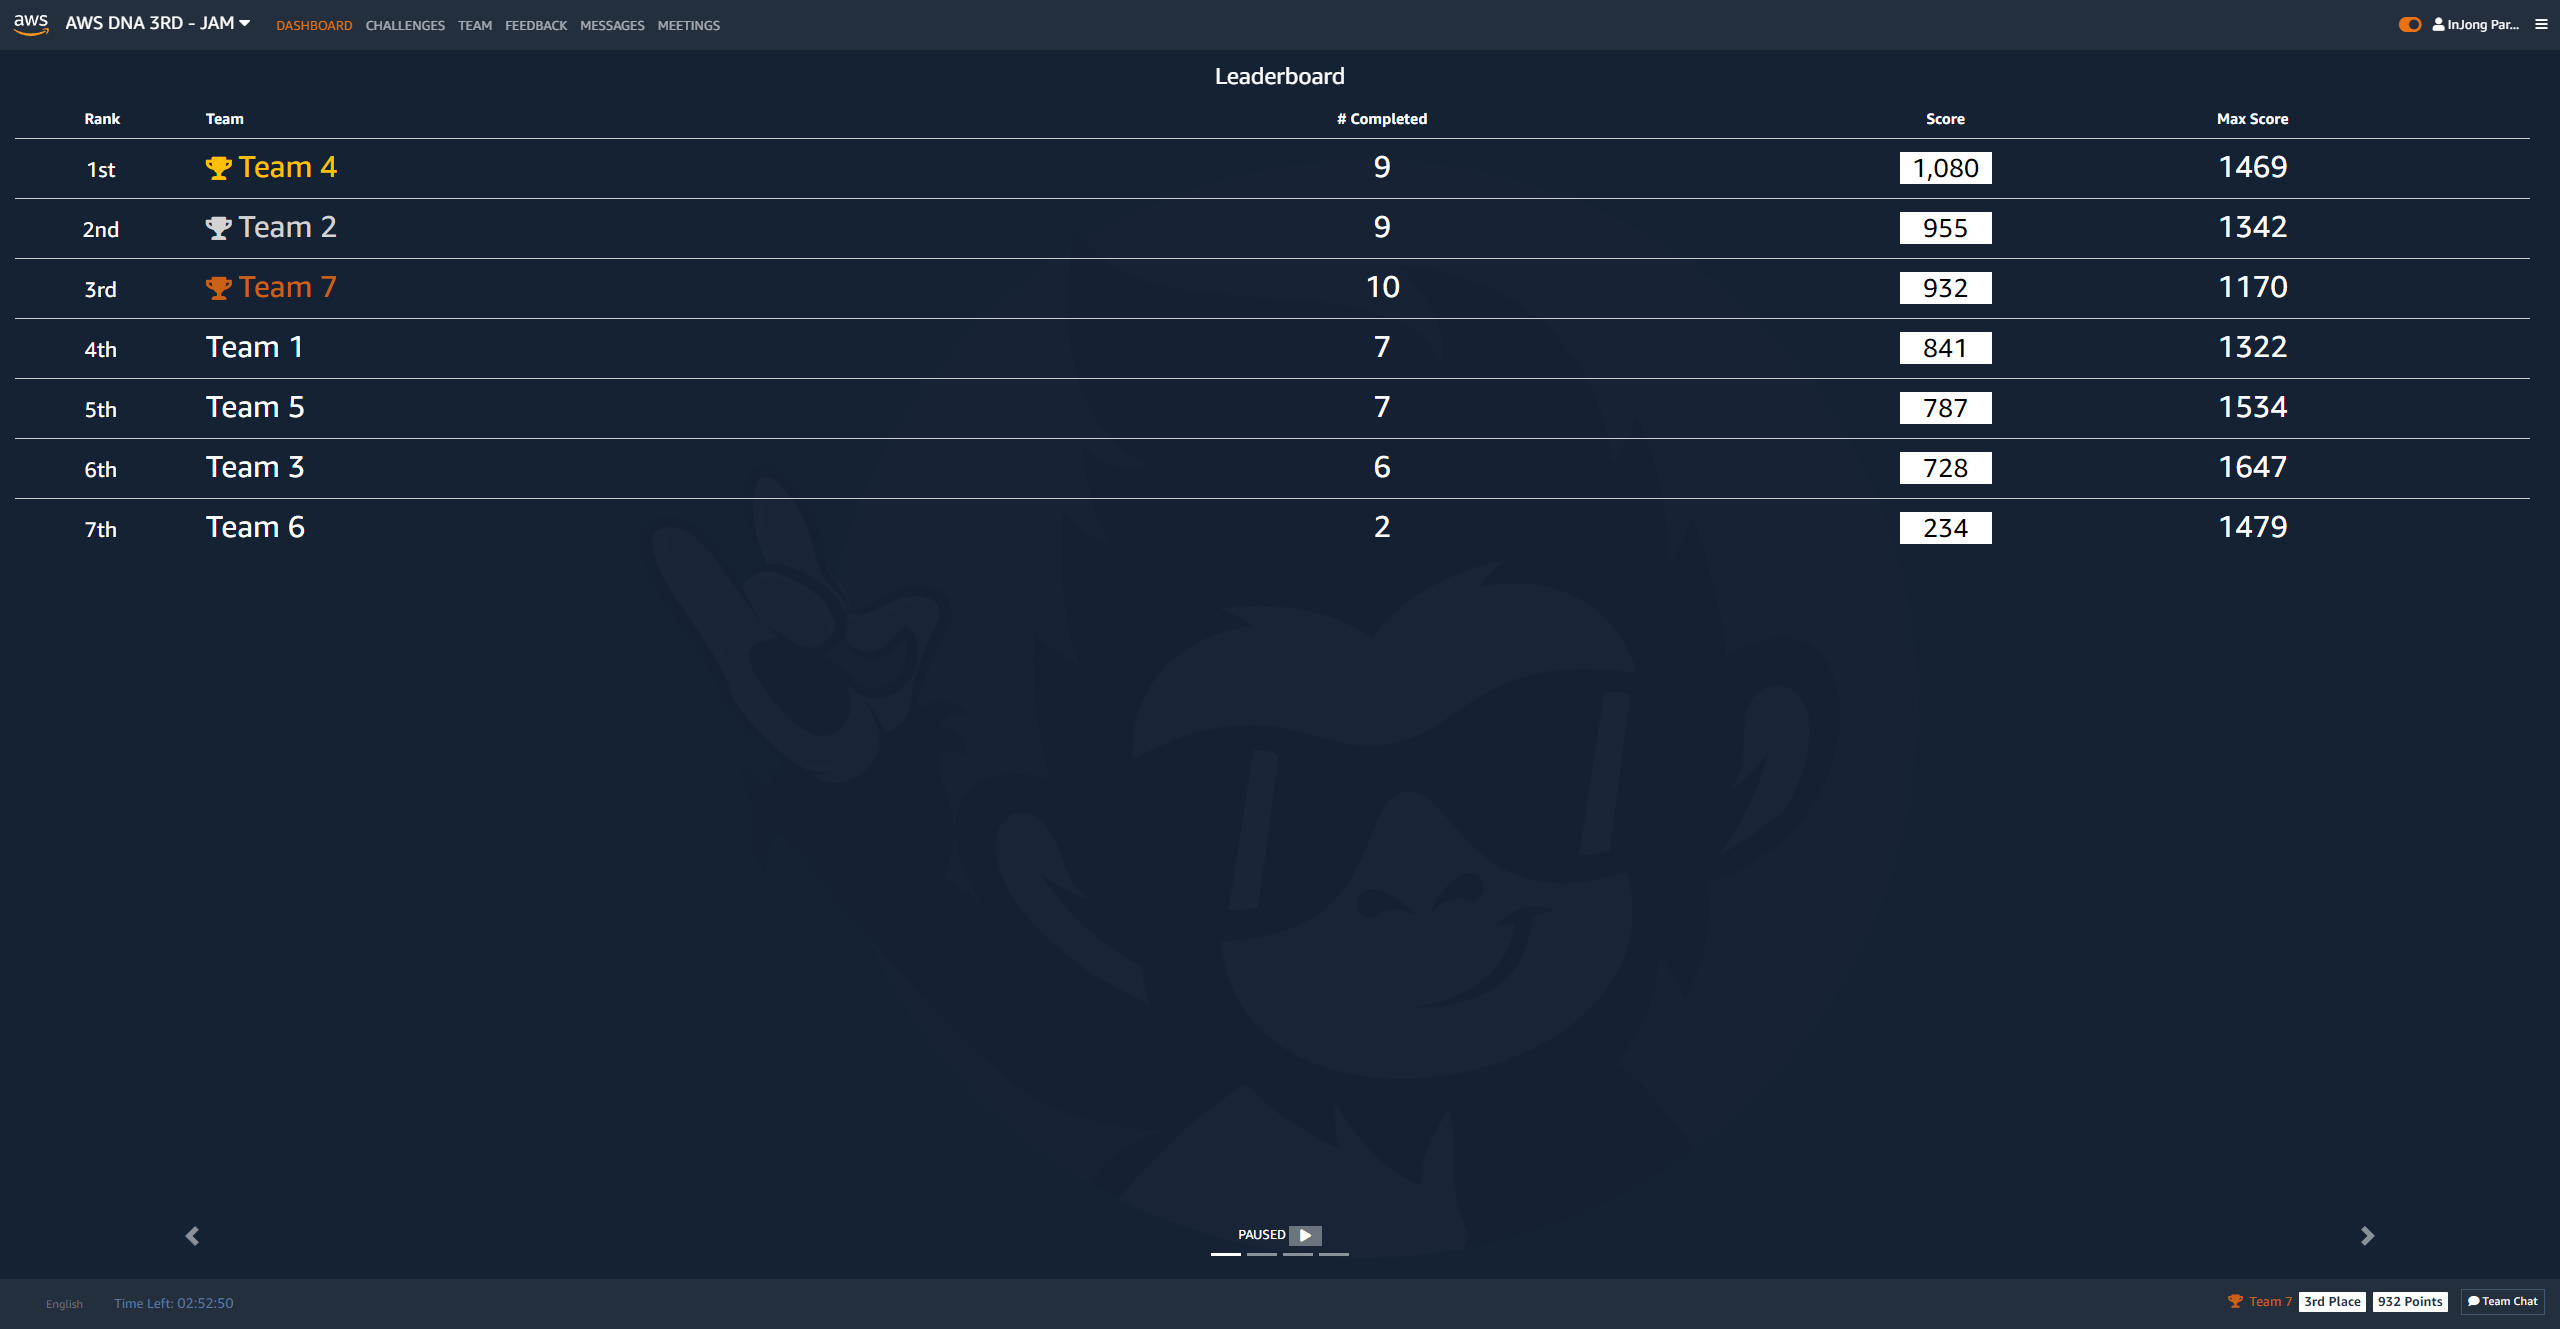 aws AWS DNA 3RD - JAM DASHBOARD CHALLENGES TEAM FEEDBACK MESSAGES MEETINGS InJong Par...
Leaderboard
Rank Team # Completed Score Max Score
1st Team 4 9 1,080 1469
2nd Team 2 9 955 1342
3rd Team 7 10 932 1170
4th Team 1 7 841 1322
5th Team 5 7 787 1534
6th Team 3 6 728 1647
7th Team 6 2 234 1479
PAUSED
English Time Left: 02:52:50 Team 7 3rd Place 932 Points Team Chat